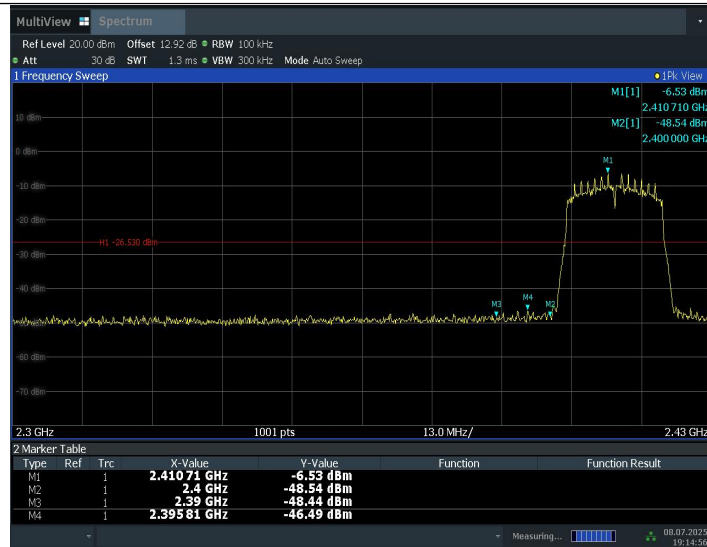 MultiView Spectrum
Ref Level 20.00 dBm Offset 12.92 dB RBW 100 kHz
Att 30 dB SWT 1.3 ms VBW 300 kHz Mode Auto Sweep
1 Frequency Sweep 1Pk View
M1[1] -6.53 dBm
2.410 710 GHz
10 dBm
M2[1] -48.54 dBm
2.400 000 GHz
0 dBm
M1
-10 dBm
-20 dBm
H1 -26.530 dBm
-30 dBm
-40 dBm
M3 M4 M2
-60 dBm
-70 dBm
2.3 GHz 1001 pts 13.0 MHz/ 2.43 GHz
2 Marker Table
Type Ref Trc X-Value Y-Value Function Function Result
M1 1 2.41071 GHz -6.53 dBm
M2 1 2.4 GHz -48.54 dBm
M3 1 2.39 GHz -48.44 dBm
M4 1 2.39581 GHz -46.49 dBm
Measuring... 08.07.2025
19:14:56